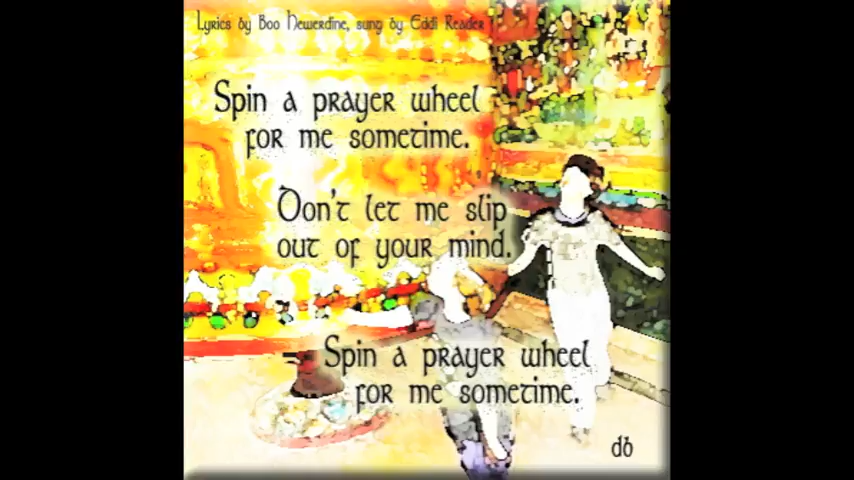 Lyrics by Boo Hewerdine, sung by Eddi Reader
Spin a prayer wheel
for me sometime.
Don't let me slip
out of your mind.
Spin a prayer wheel
for me sometime.
db